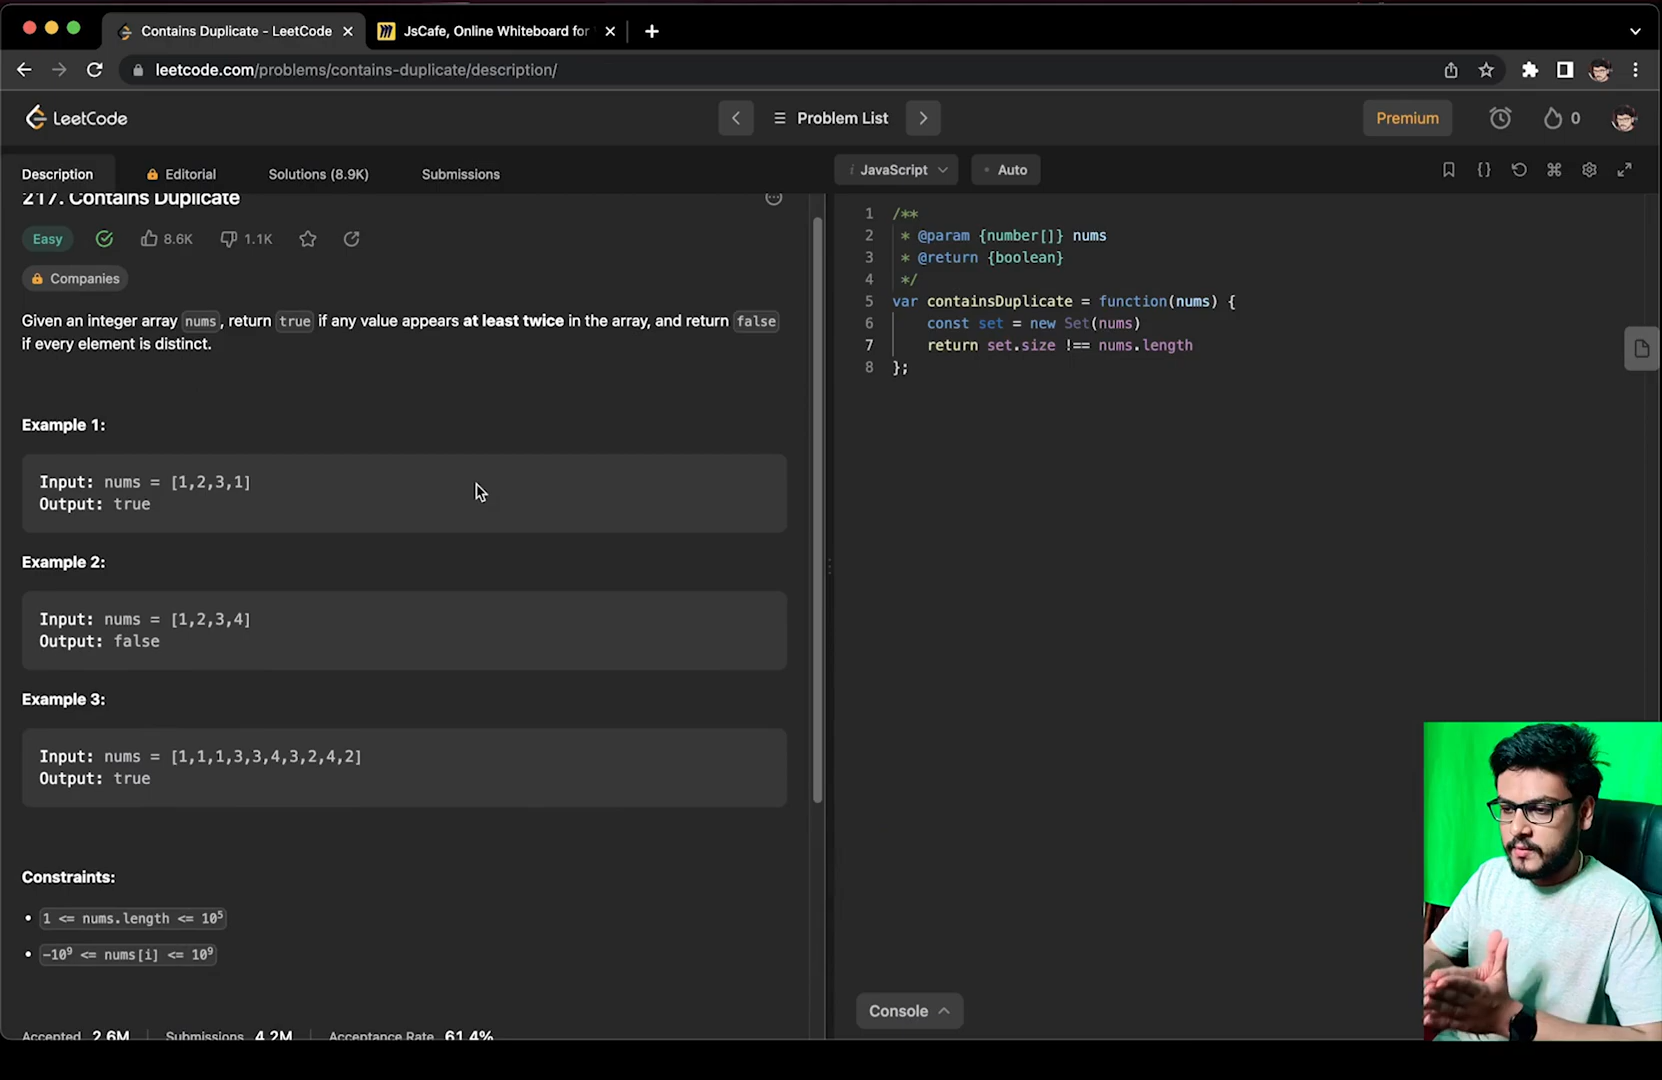 Contains Duplicate - LeetCode
JsCafe, Online Whiteboard for
leetcode.com/problems/contains-duplicate/description/
LeetCode
Problem List
Premium
0
Description
Editorial
Solutions (8.9K)
Submissions
217. Contains Duplicate
Easy
8.6K
1.1K
Companies
Given an integer array nums, return true if any value appears at least twice in the array, and return false
if every element is distinct.
Example 1:
Input: nums = [1,2,3,1]
Output: true
Example 2:
Input: nums = [1,2,3,4]
Output: false
Example 3:
Input: nums = [1,1,1,3,3,4,3,2,4,2]
Output: true
Constraints:
• 1 <= nums.length <= 10⁵
• -10⁹ <= nums[i] <= 10⁹
Accepted 2.6M | Submissions 4.2M | Acceptance Rate 61.4%
i JavaScript
• Auto
1 /**
2 * @param {number[]} nums
3 * @return {boolean}
4 */
5 var containsDuplicate = function(nums) {
6 const set = new Set(nums)
7 return set.size !== nums.length
8 };
Console